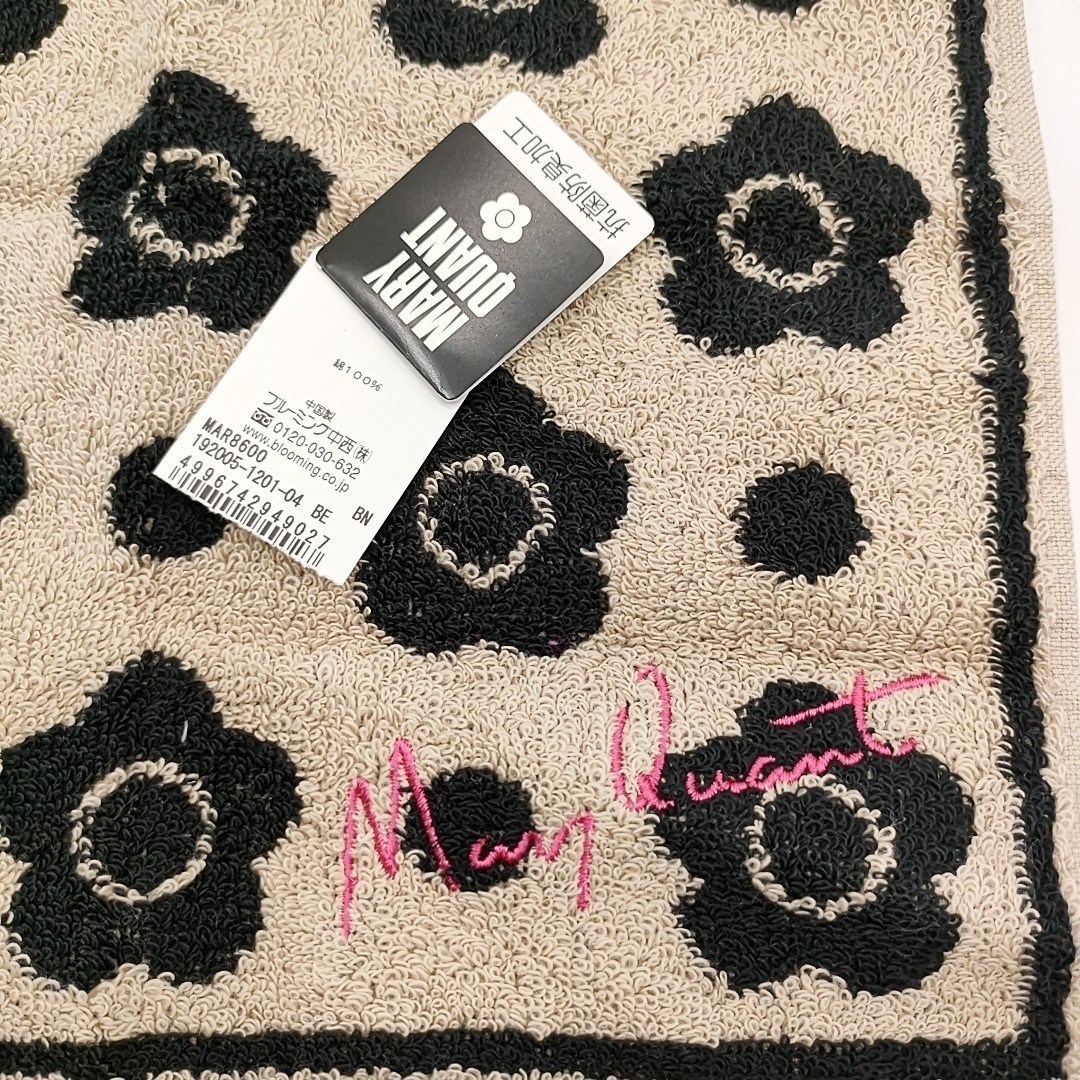 抗菌防臭加工
MARY
QUANT
綿100%
中国製
ブルーミング中西(株)
0120-030-632
www.blooming.co.jp
MAR8600
192005-1201-04 BE BN
4996742949027
Mary Quant